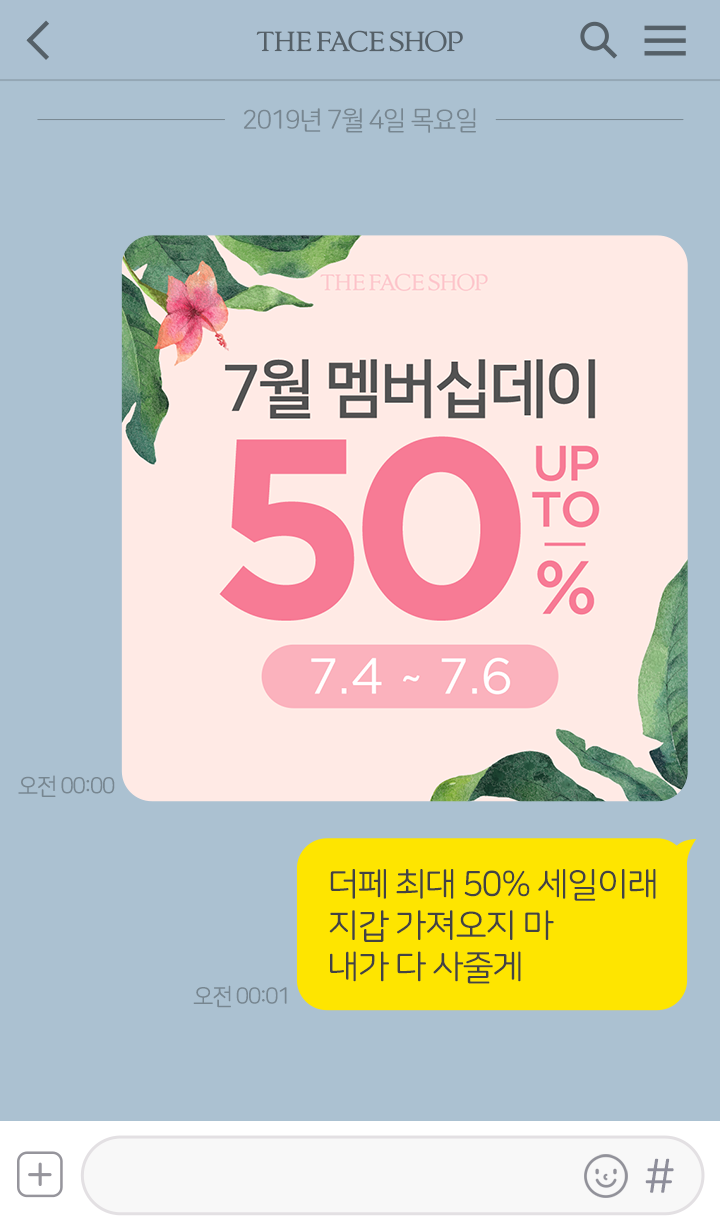 THE FACE SHOP
2019년 7월 4일 목요일
THE FACE SHOP
7월 멤버십데이
50
UP
TO
%
7.4 ~ 7.6
오전 00:00
더페 최대 50% 세일이래
지갑 가져오지 마
내가 다 사줄게
오전 00:01
#